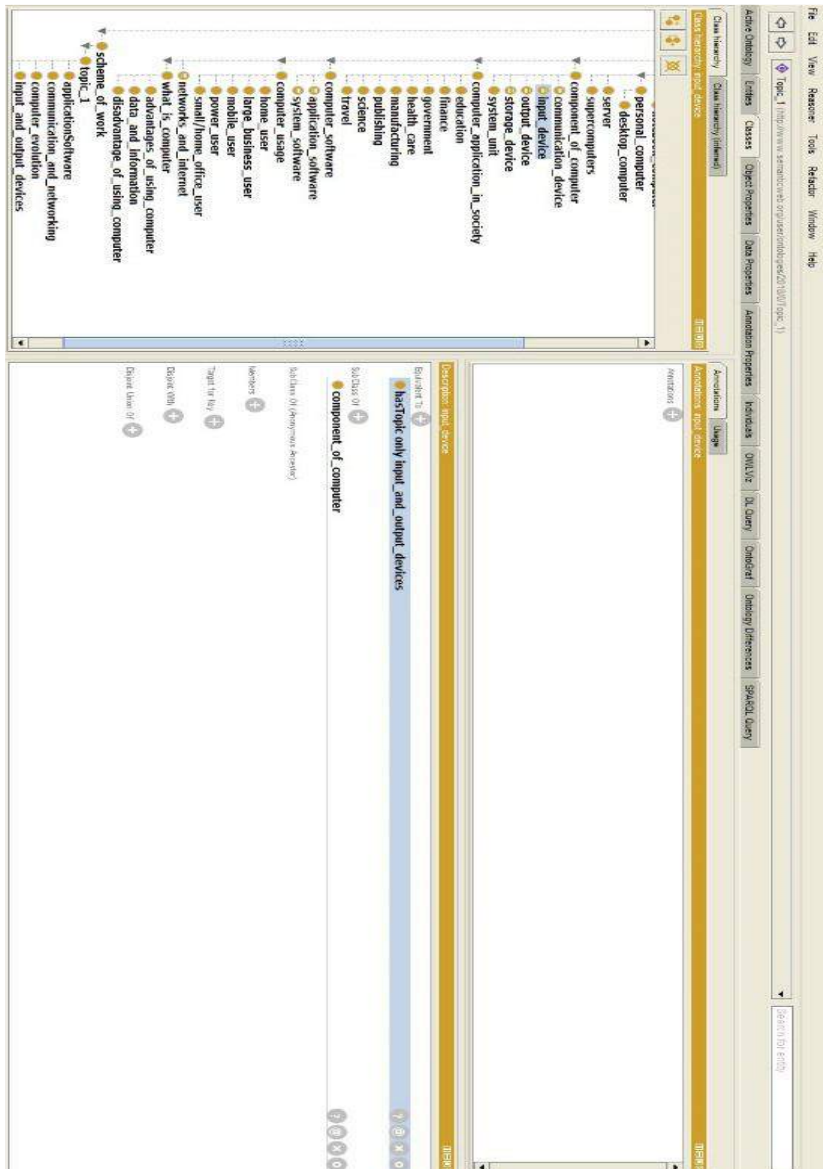 File Edit View Reasoner Tools Refactor Window Help
Topic_1 (http://www.semanticweb.org/user/ontologies/2018/0/Topic_1)
Search for entity
Active Ontology Entities Classes Object Properties Data Properties Annotation Properties Individuals OWLViz DL Query OntoGraf Ontology Differences SPARQL Query
Class hierarchy Class hierarchy (inferred)
Class hierarchy: input_device
personal_computer
desktop_computer
server
supercomputers
component_of_computer
communication_device
input_device
output_device
storage_device
system_unit
computer_application_in_society
education
finance
government
health_care
manufacturing
publishing
science
travel
computer_software
application_software
system_software
computer_usage
home_user
large_business_user
mobile_user
power_user
small/home_office_user
networks_and_internet
what_is_computer
advantages_of_using_computer
data_and_information
disadvantage_of_using_computer
scheme_of_work
topic_1
applicationSoftware
communication_and_networking
computer_evolution
input_and_output_devices
Annotations Usage
Annotations: input_device
Annotations
Description: input_device
Equivalent To
hasTopic only input_and_output_devices
SubClass Of
component_of_computer
SubClass Of (Anonymous Ancestor)
Members
Target for Key
Disjoint With
Disjoint Union Of